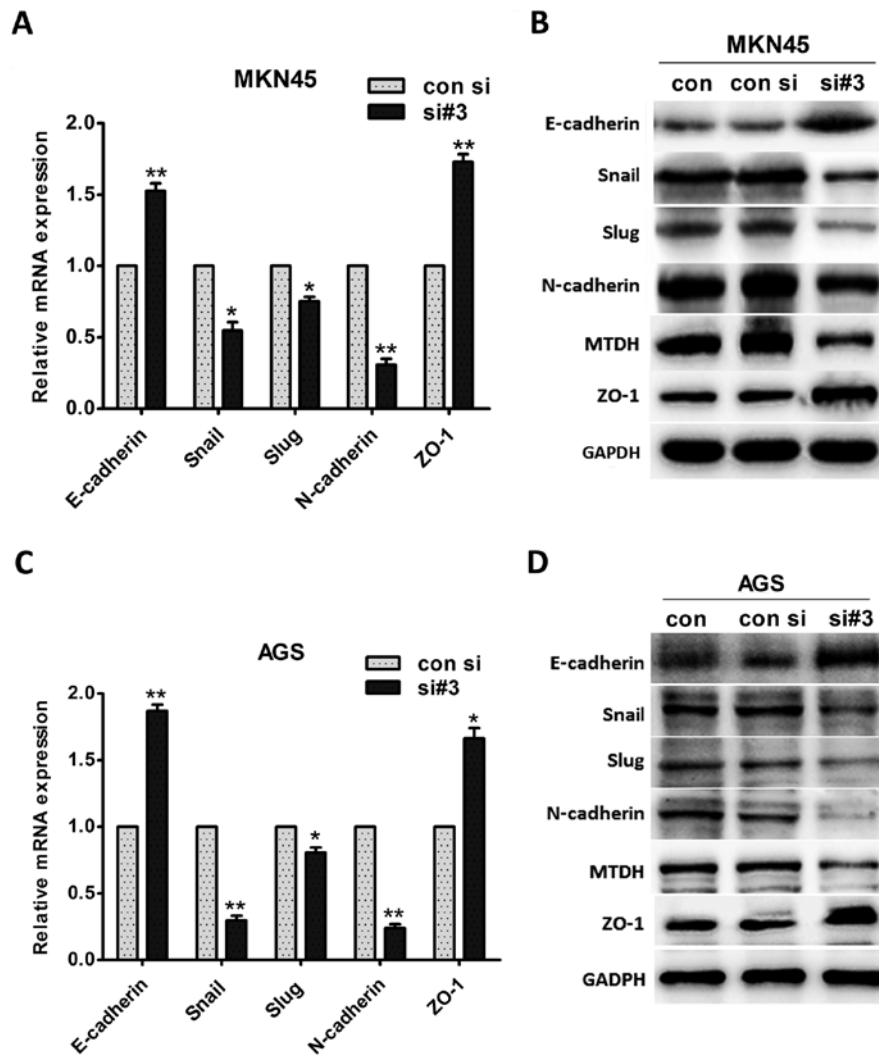 A
MKN45
con si
si#3
Relative mRNA expression
2.0
1.5
1.0
0.5
0.0
** * * ** **
E-cadherin Snail Slug N-cadherin ZO-1
B
MKN45
con con si si#3
E-cadherin
Snail
Slug
N-cadherin
MTDH
ZO-1
GAPDH
C
AGS
con si
si#3
Relative mRNA expression
2.0
1.5
1.0
0.5
0.0
** ** * ** *
E-cadherin Snail Slug N-cadherin ZO-1
D
AGS
con con si si#3
E-cadherin
Snail
Slug
N-cadherin
MTDH
ZO-1
GADPH